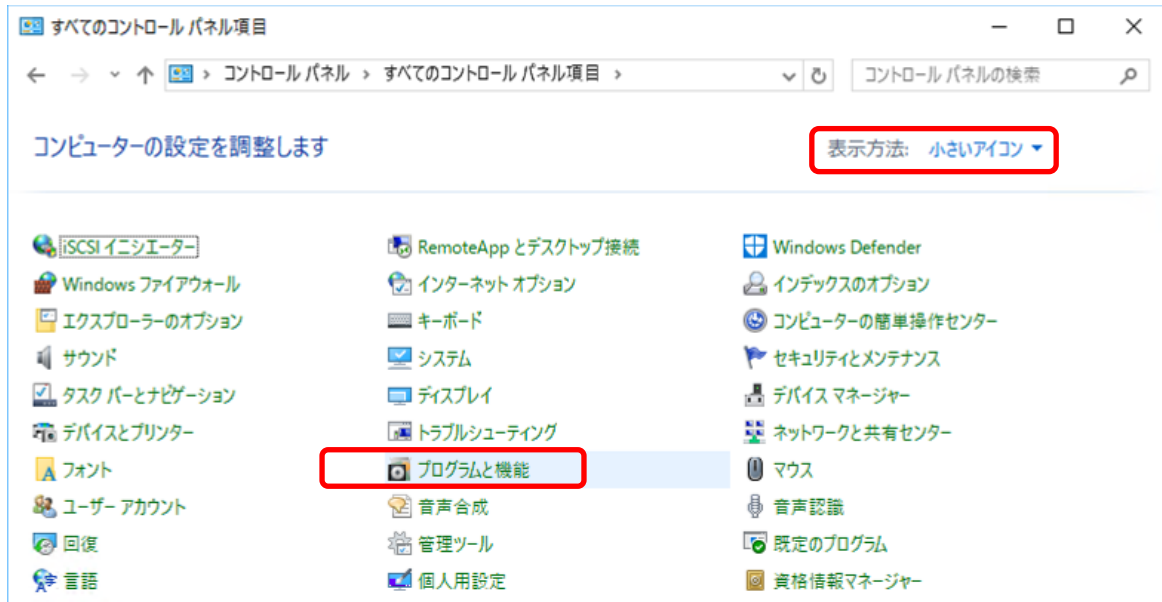 すべてのコントロール パネル項目
コントロール パネル › すべてのコントロール パネル項目 ›
コントロール パネルの検索
コンピューターの設定を調整します
表示方法: 小さいアイコン
iSCSI イニシエーター RemoteApp とデスクトップ接続 Windows Defender
Windows ファイアウォール インターネット オプション インデックスのオプション
エクスプローラーのオプション キーボード コンピューターの簡単操作センター
サウンド システム セキュリティとメンテナンス
タスク バーとナビゲーション ディスプレイ デバイス マネージャー
デバイスとプリンター トラブルシューティング ネットワークと共有センター
フォント プログラムと機能 マウス
ユーザー アカウント 音声合成 音声認識
回復 管理ツール 既定のプログラム
言語 個人用設定 資格情報マネージャー